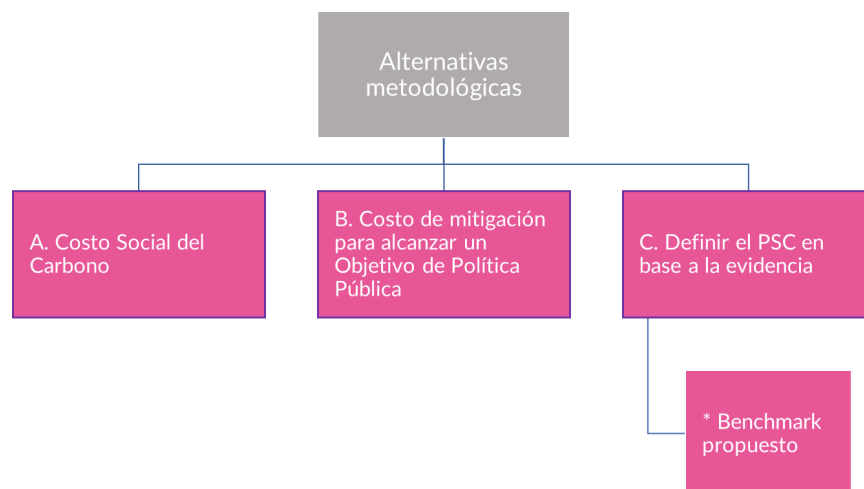 Alternativas
metodológicas
A. Costo Social del
Carbono
B. Costo de mitigación
para alcanzar un
Objetivo de Política
Pública
C. Definir el PSC en
base a la evidencia
* Benchmark
propuesto